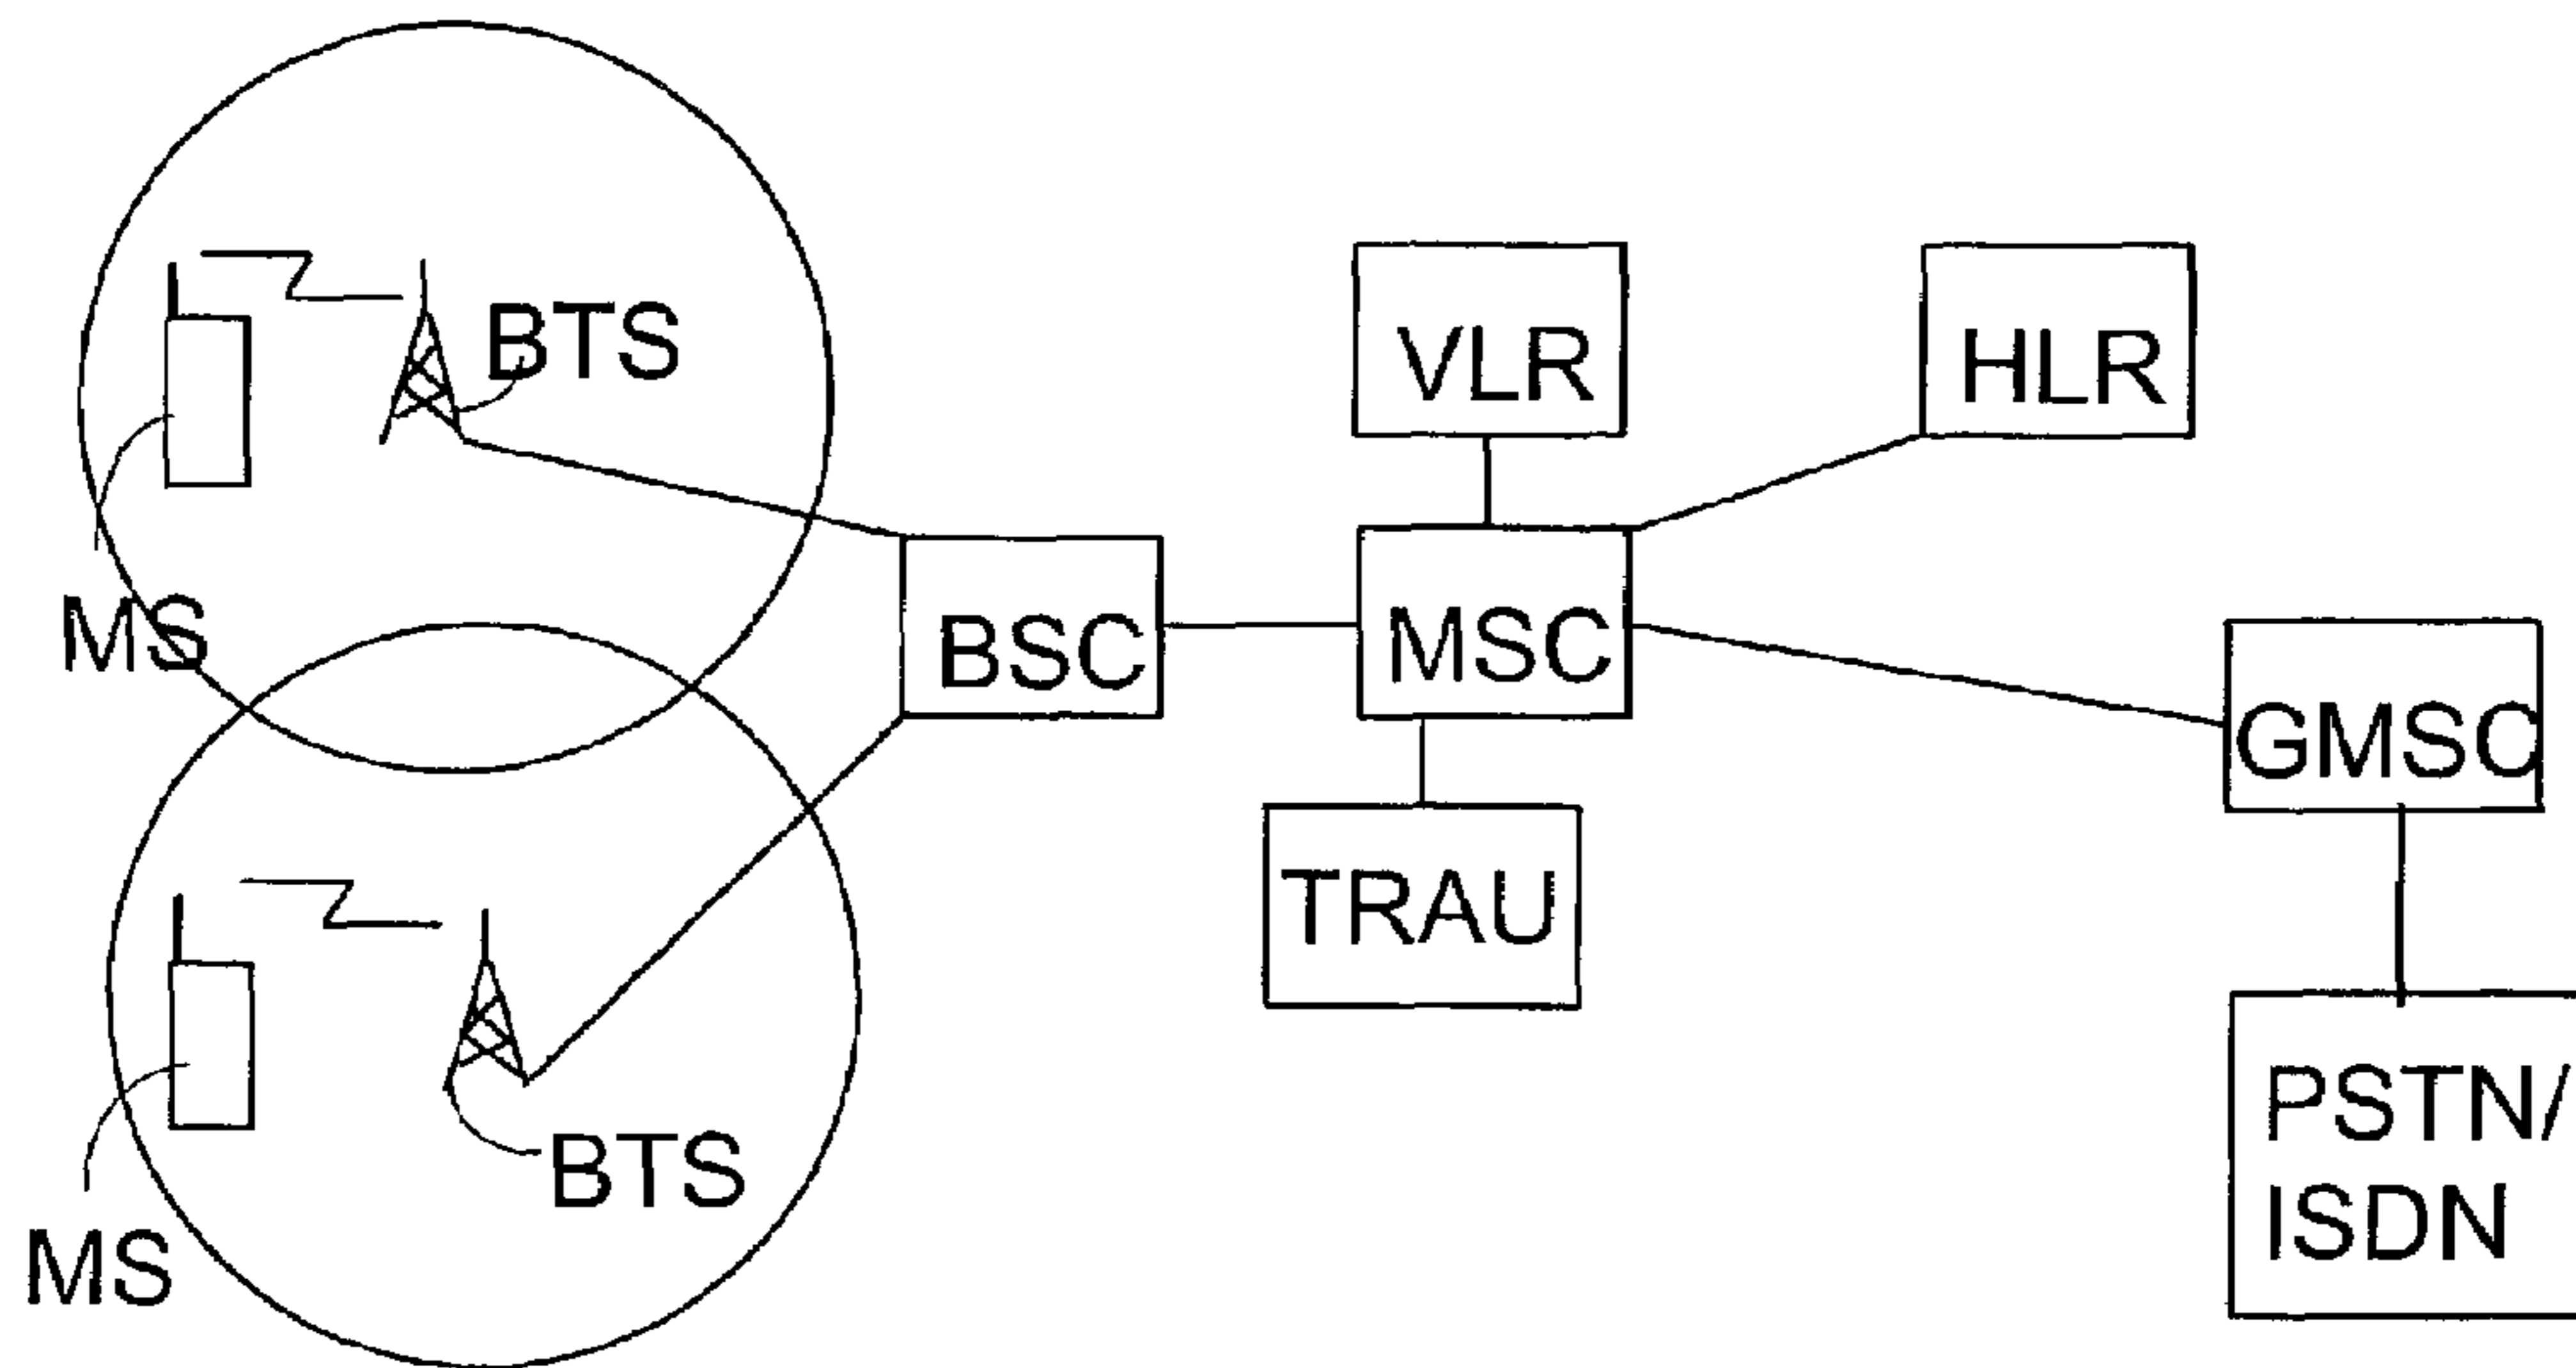 BTS
VLR
HLR
MS
BSC
MSC
GMSC
TRAU
BTS
PSTN/
ISDN
MS